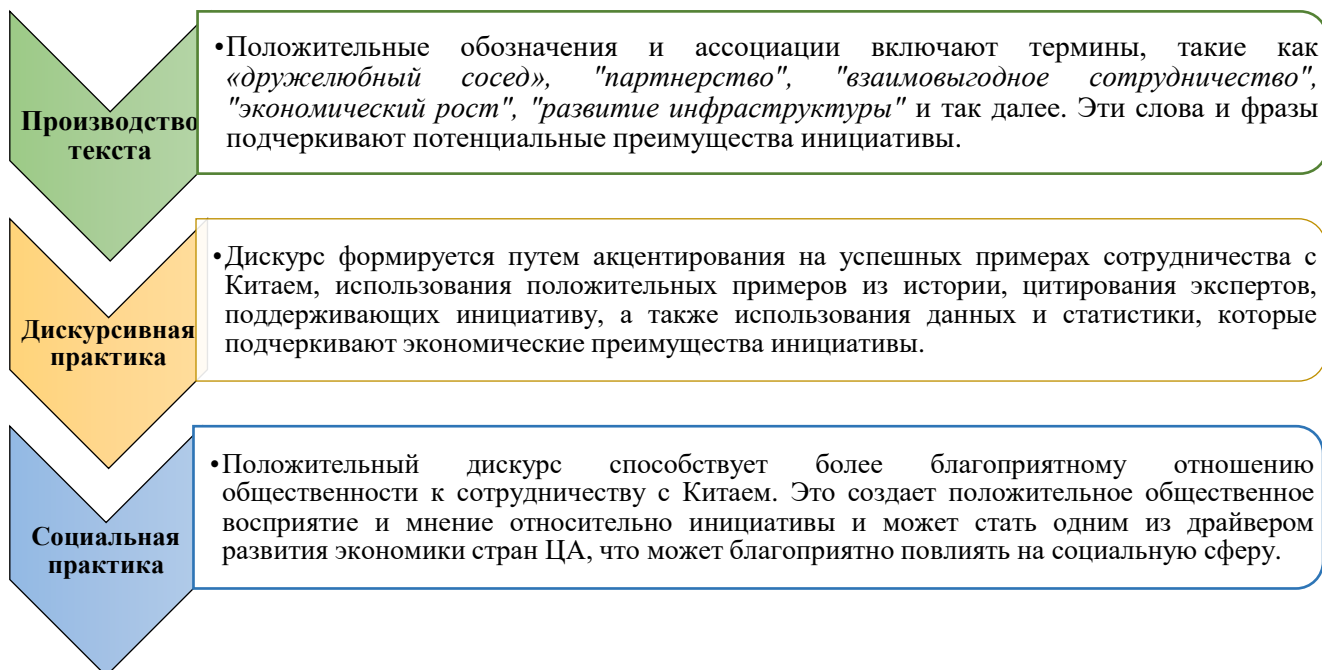 Производство
текста
•Положительные обозначения и ассоциации включают термины, такие как
«дружелюбный сосед», "партнерство", "взаимовыгодное сотрудничество",
"экономический рост", "развитие инфраструктуры" и так далее. Эти слова и фразы
подчеркивают потенциальные преимущества инициативы.
Дискурсивная
практика
•Дискурс формируется путем акцентирования на успешных примерах сотрудничества с
Китаем, использования положительных примеров из истории, цитирования экспертов,
поддерживающих инициативу, а также использования данных и статистики, которые
подчеркивают экономические преимущества инициативы.
Социальная
практика
•Положительный дискурс способствует более благоприятному отношению
общественности к сотрудничеству с Китаем. Это создает положительное общественное
восприятие и мнение относительно инициативы и может стать одним из драйвером
развития экономики стран ЦА, что может благоприятно повлиять на социальную сферу.